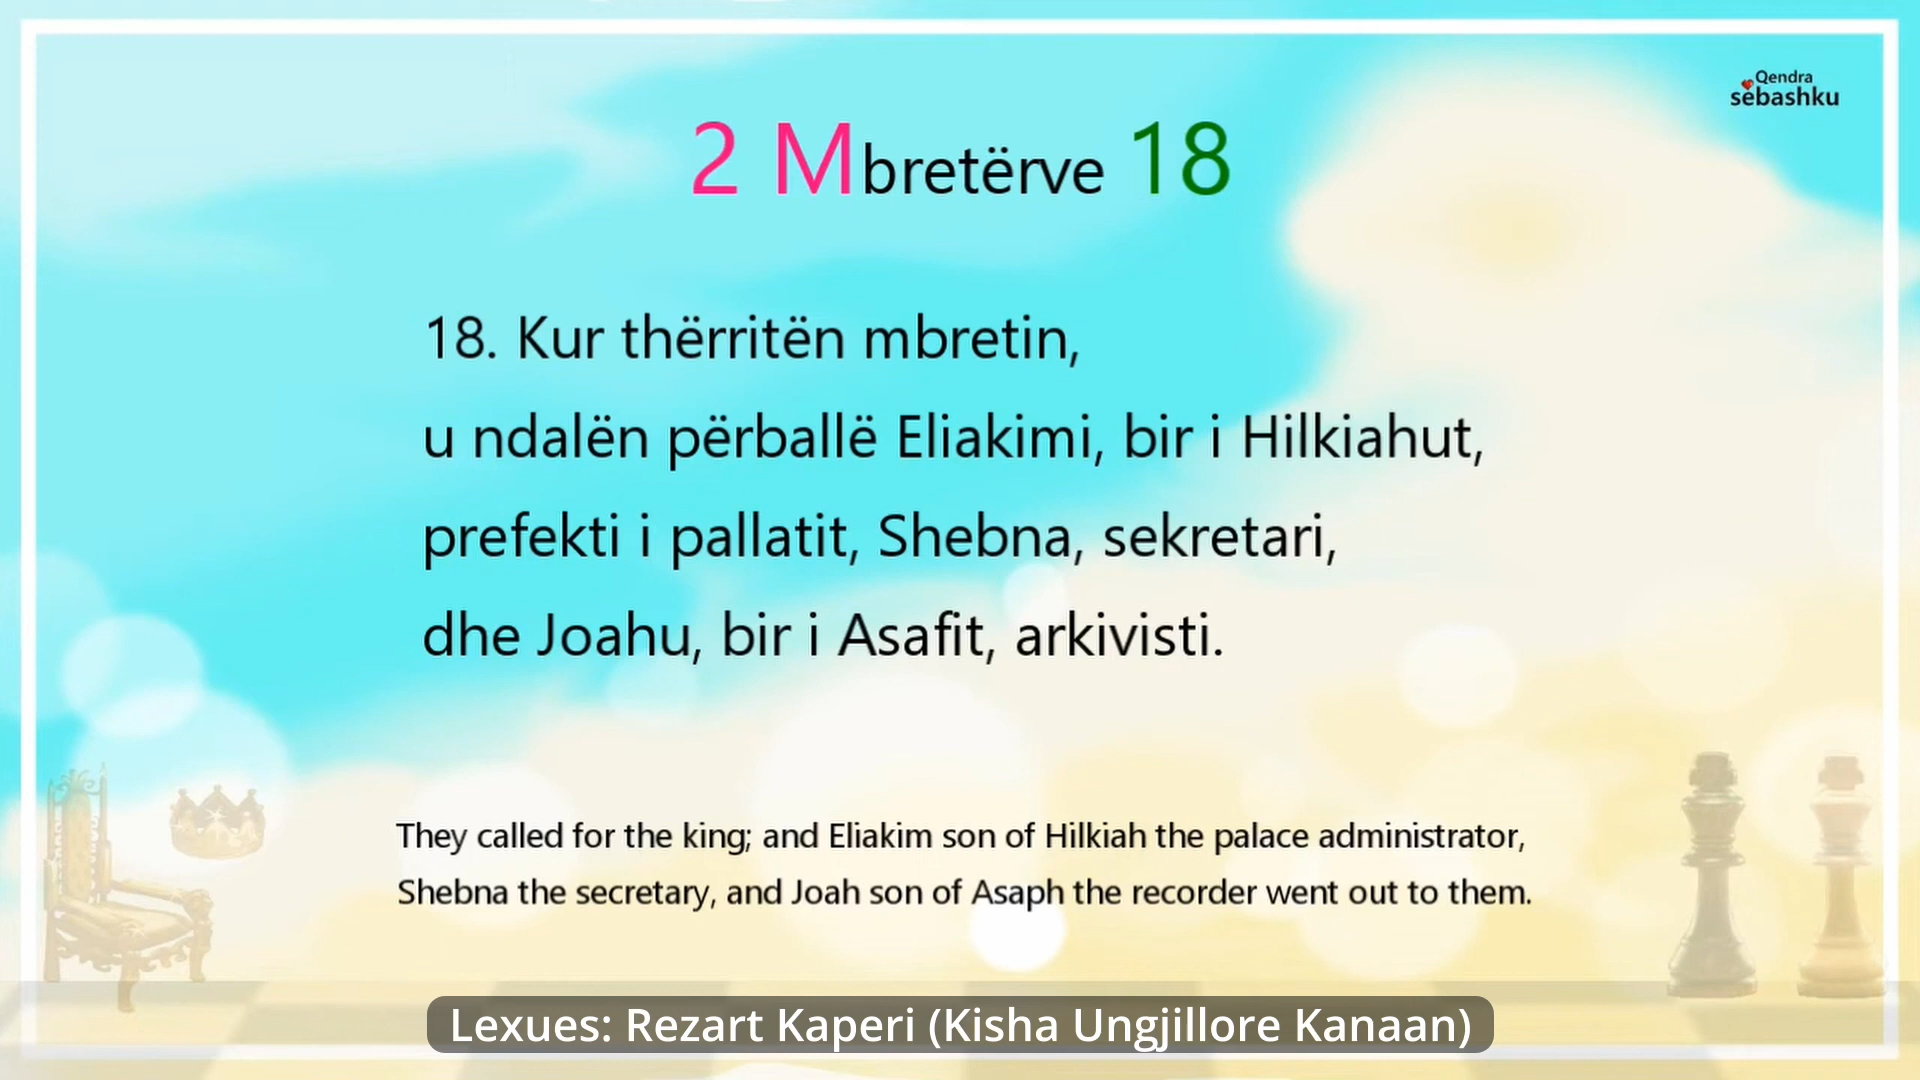 Qendra
sëbashku
2 Mbretërve 18
18. Kur thërritën mbretin,
u ndalën përballë Eliakimi, bir i Hilkiahut,
prefekti i pallatit, Shebna, sekretari,
dhe Joahu, bir i Asafit, arkivisti.
They called for the king; and Eliakim son of Hilkiah the palace administrator,
Shebna the secretary, and Joah son of Asaph the recorder went out to them.
Lexues: Rezart Kaperi (Kisha Ungjillore Kanaan)